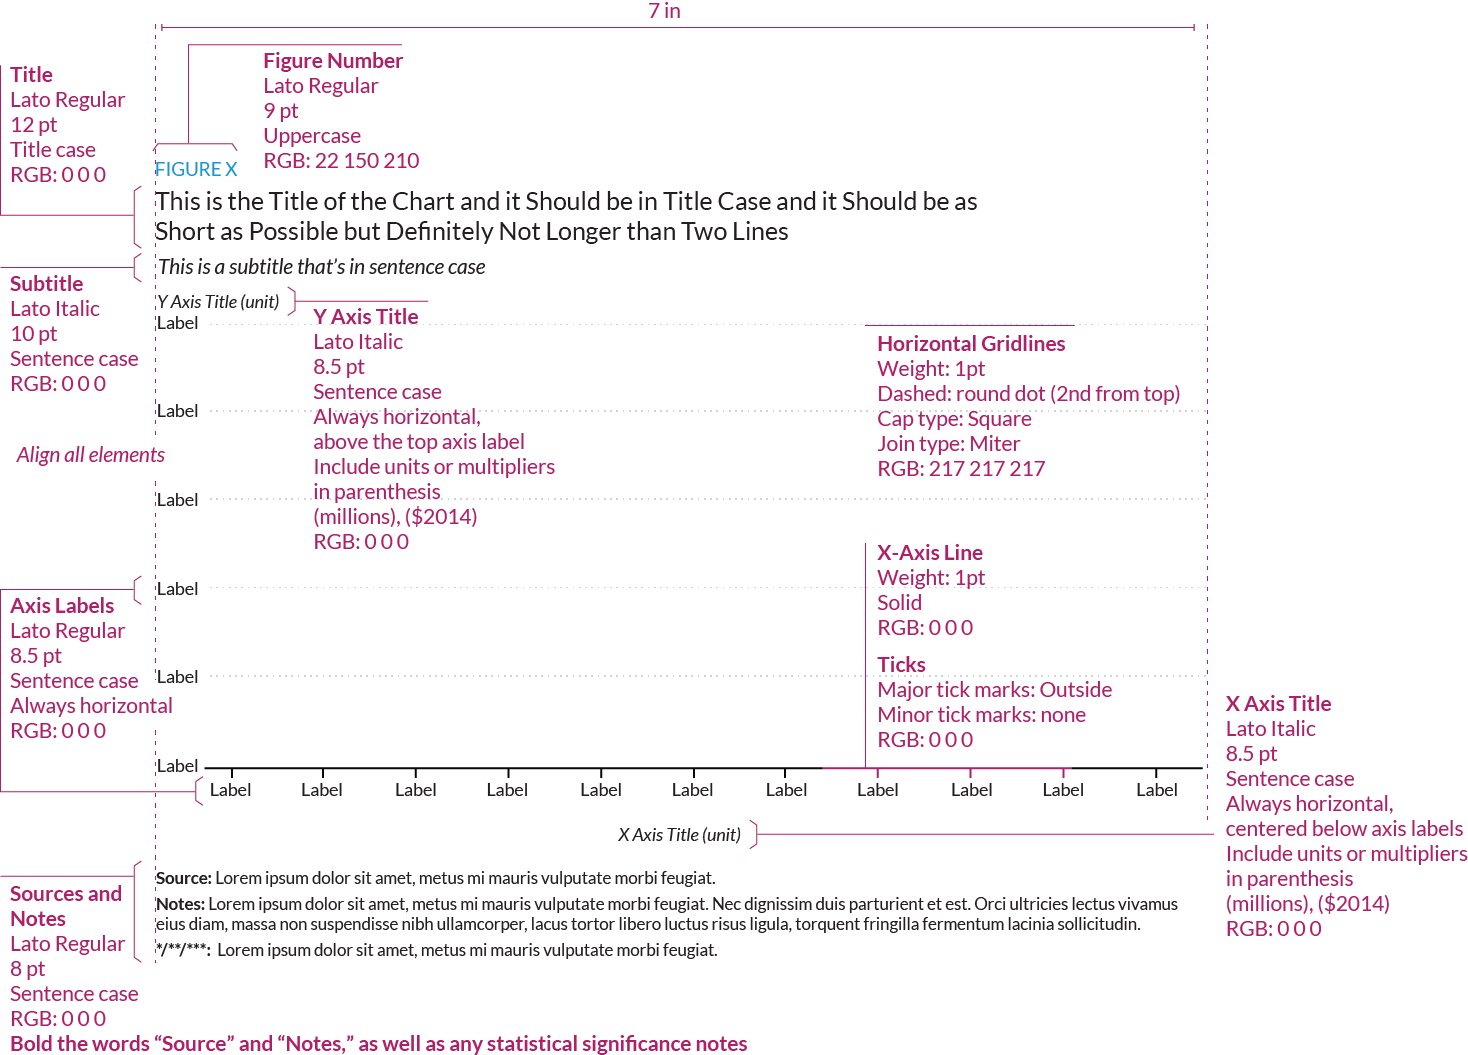 7 in
Figure Number
Lato Regular
9 pt
Uppercase
RGB: 22 150 210
Title
Lato Regular
12 pt
Title case
RGB: 0 0 0
FIGURE X
This is the Title of the Chart and it Should be in Title Case and it Should be as
Short as Possible but Definitely Not Longer than Two Lines
This is a subtitle that's in sentence case
Subtitle
Lato Italic
10 pt
Sentence case
RGB: 0 0 0
Y Axis Title (unit)
Y Axis Title
Lato Italic
8.5 pt
Sentence case
Always horizontal,
above the top axis label
Include units or multipliers
in parenthesis
(millions), ($2014)
RGB: 0 0 0
Label
Label
Label
Label
Label
Label
Horizontal Gridlines
Weight: 1pt
Dashed: round dot (2nd from top)
Cap type: Square
Join type: Miter
RGB: 217 217 217
Align all elements
X-Axis Line
Weight: 1pt
Solid
RGB: 0 0 0
Ticks
Major tick marks: Outside
Minor tick marks: none
RGB: 0 0 0
Axis Labels
Lato Regular
8.5 pt
Sentence case
Always horizontal
RGB: 0 0 0
Label Label Label Label Label Label Label Label Label Label Label
X Axis Title (unit)
X Axis Title
Lato Italic
8.5 pt
Sentence case
Always horizontal,
centered below axis labels
Include units or multipliers
in parenthesis
(millions), ($2014)
RGB: 0 0 0
Source: Lorem ipsum dolor sit amet, metus mi mauris vulputate morbi feugiat.
Notes: Lorem ipsum dolor sit amet, metus mi mauris vulputate morbi feugiat. Nec dignissim duis parturient et est. Orci ultricies lectus vivamus
eius diam, massa non suspendisse nibh ullamcorper, lacus tortor libero luctus risus ligula, torquent fringilla fermentum lacinia sollicitudin.
*/**/***: Lorem ipsum dolor sit amet, metus mi mauris vulputate morbi feugiat.
Sources and
Notes
Lato Regular
8 pt
Sentence case
RGB: 0 0 0
Bold the words “Source” and “Notes,” as well as any statistical significance notes